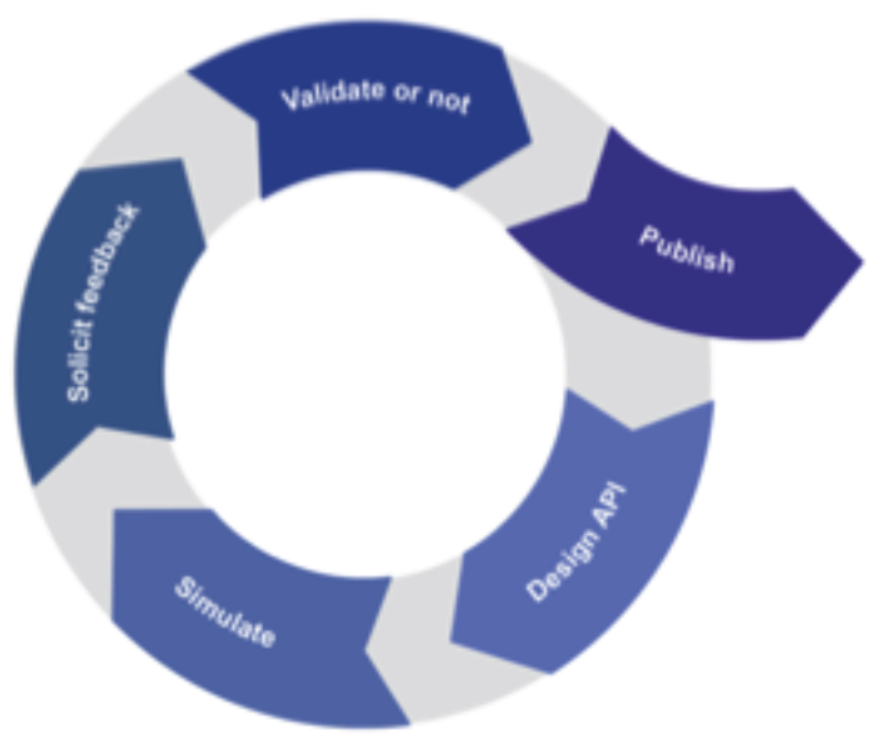 Validate or not
Publish
Design API
Simulate
Solicit feedback